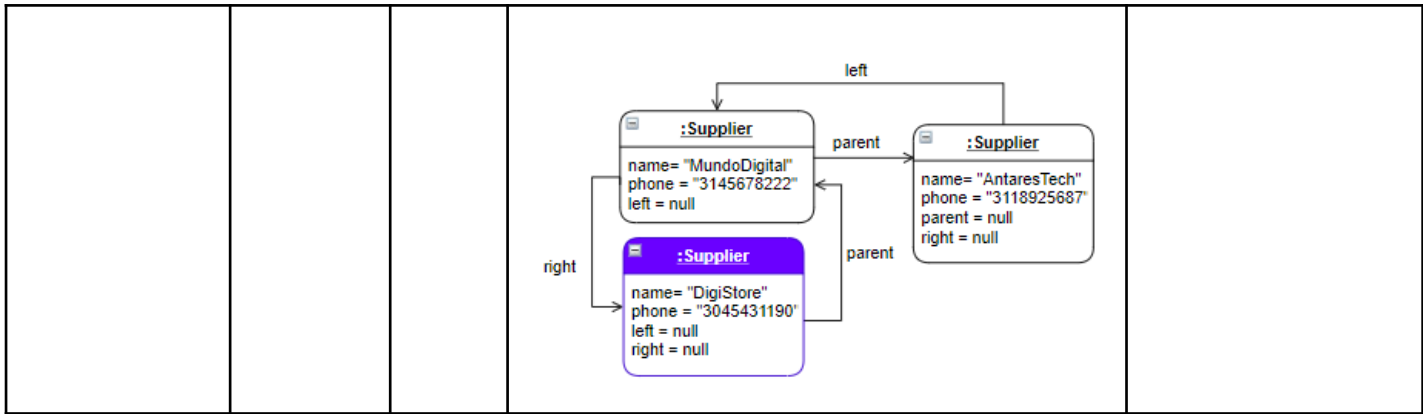 left
:Supplier
name= "MundoDigital"
phone = "3145678222"
left = null
parent
:Supplier
name= "AntaresTech"
phone = "3118925687"
parent = null
right = null
right
:Supplier
name= "DigiStore"
phone = "3045431190"
left = null
right = null
parent